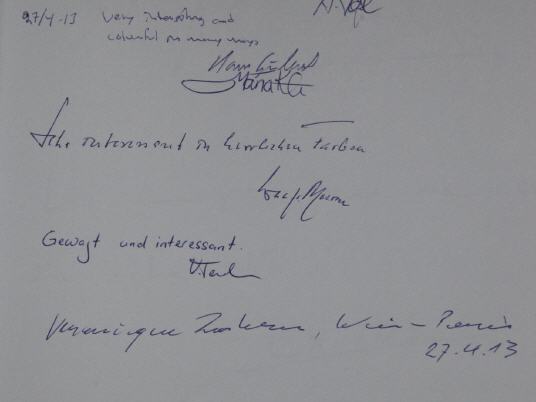 27/4-13 Very interesting and
colourful in many ways
Sehr interessant in herrlichen Farben
Gewagt und interessant.
Veronique, Wien - Paris
27.4.13